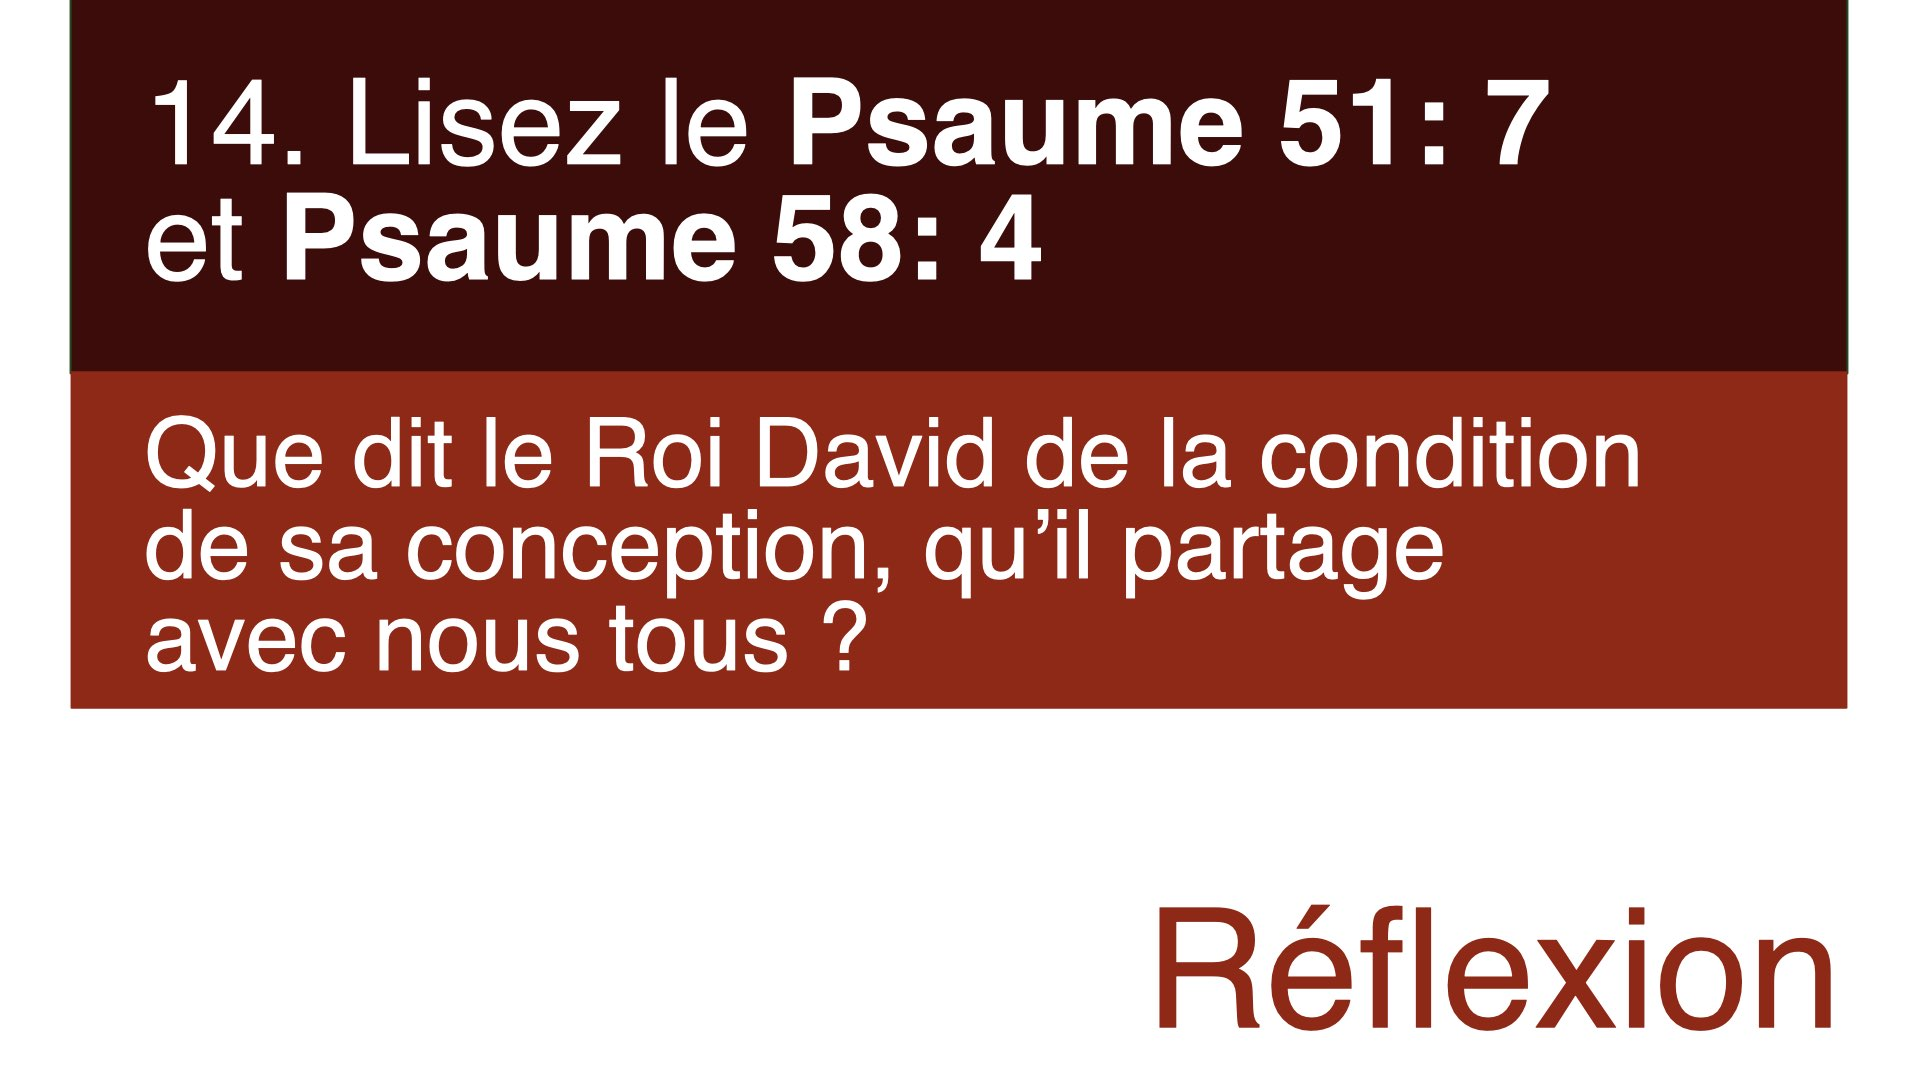 14. Lisez le Psaume 51: 7
et Psaume 58: 4
Que dit le Roi David de la condition
de sa conception, qu’il partage
avec nous tous ?
Réflexion